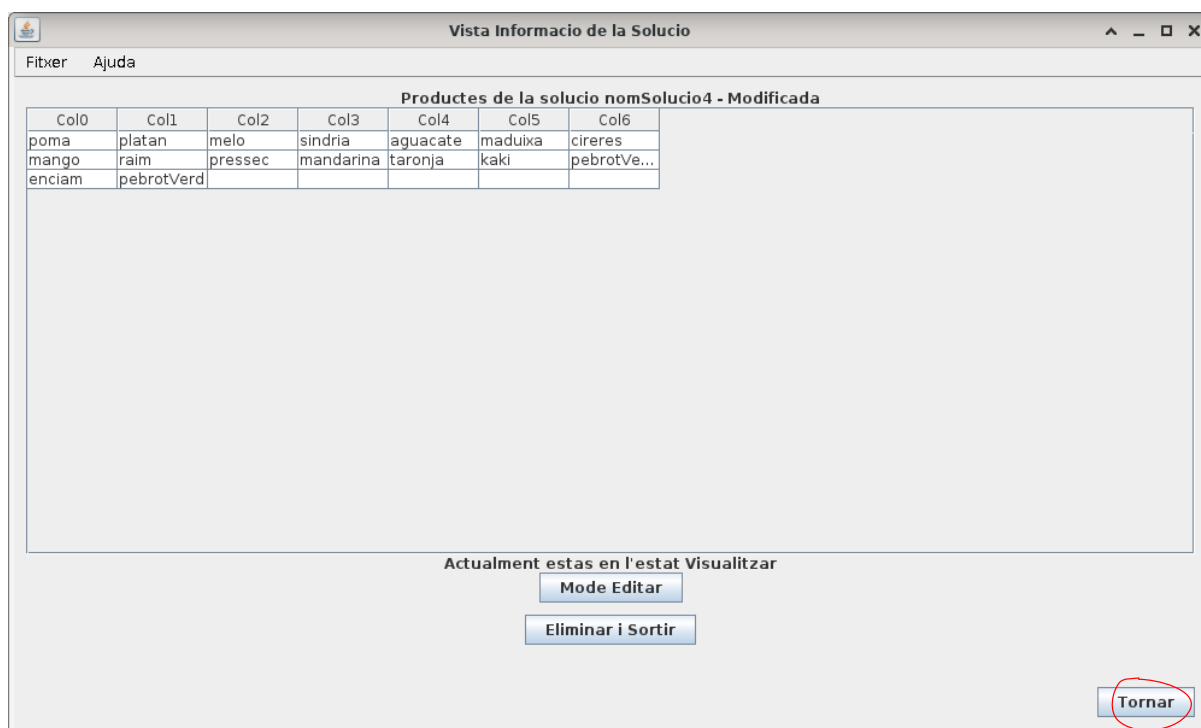 Vista Informacio de la Solucio
Fitxer Ajuda
Productes de la solucio nomSolucio4 - Modificada
Col0 Col1 Col2 Col3 Col4 Col5 Col6
poma platan melo sindria aguacate maduixa cireres
mango raim pressec mandarina taronja kaki pebrotVe...
enciam pebrotVerd
Actualment estas en l'estat Visualitzar
Mode Editar
Eliminar i Sortir
Tornar